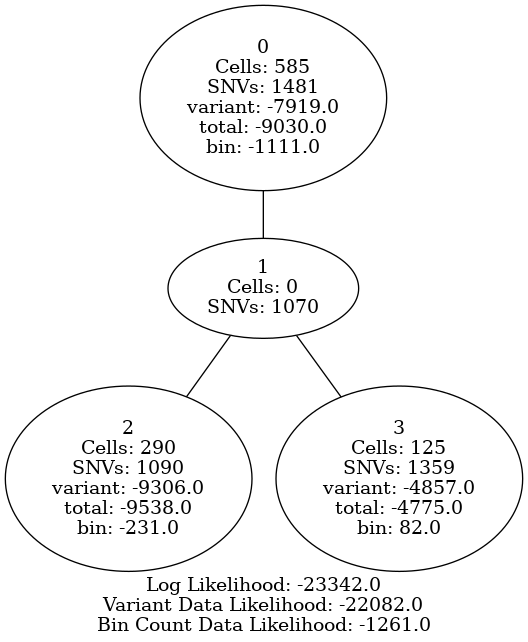 0
Cells: 585
SNVs: 1481
variant: -7919.0
total: -9030.0
bin: -1111.0
1
Cells: 0
SNVs: 1070
2
Cells: 290
SNVs: 1090
variant: -9306.0
total: -9538.0
bin: -231.0
3
Cells: 125
SNVs: 1359
variant: -4857.0
total: -4775.0
bin: 82.0
Log Likelihood: -23342.0
Variant Data Likelihood: -22082.0
Bin Count Data Likelihood: -1261.0